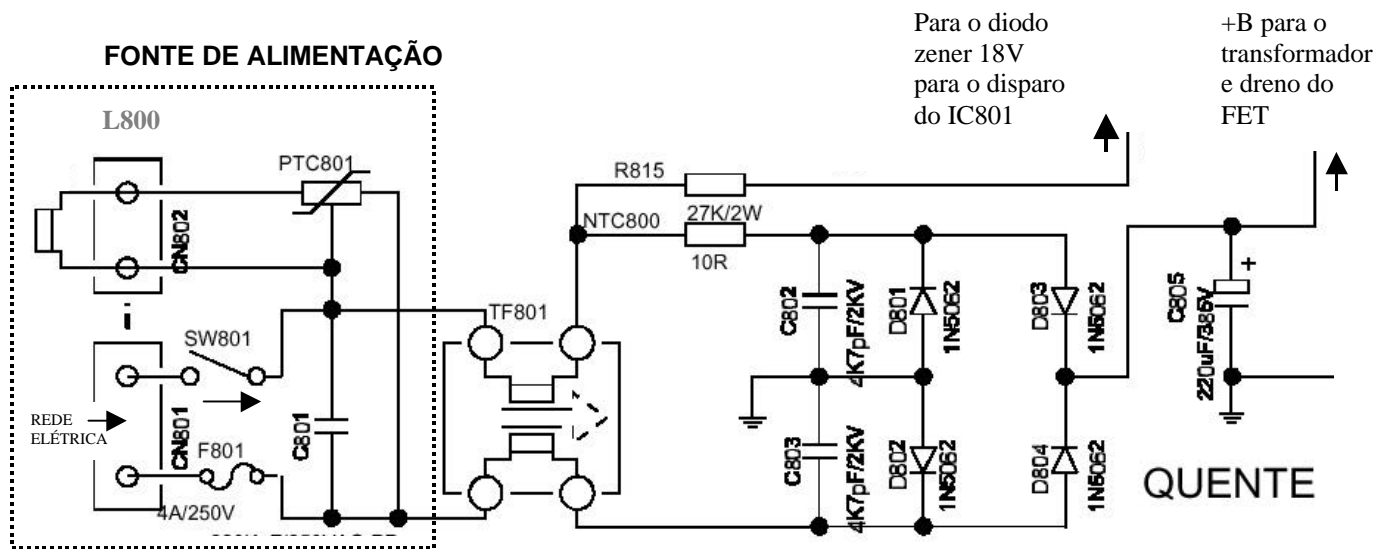 FONTE DE ALIMENTAÇÃO
Para o diodo
zener 18V
para o disparo
do IC801
+B para o
transformador
e dreno do
FET
L800
PTC801
CN802
i
SW801
REDE
ELÉTRICA
CN801
F801
4A/250V
C801
TF801
R815
27K/2W
NTC800
10R
C802
4K7pF/2KV
D801
1N5062
D803
1N5062
C803
4K7pF/2KV
D802
1N5062
D804
1N5062
+
C805
220uF/385V
QUENTE